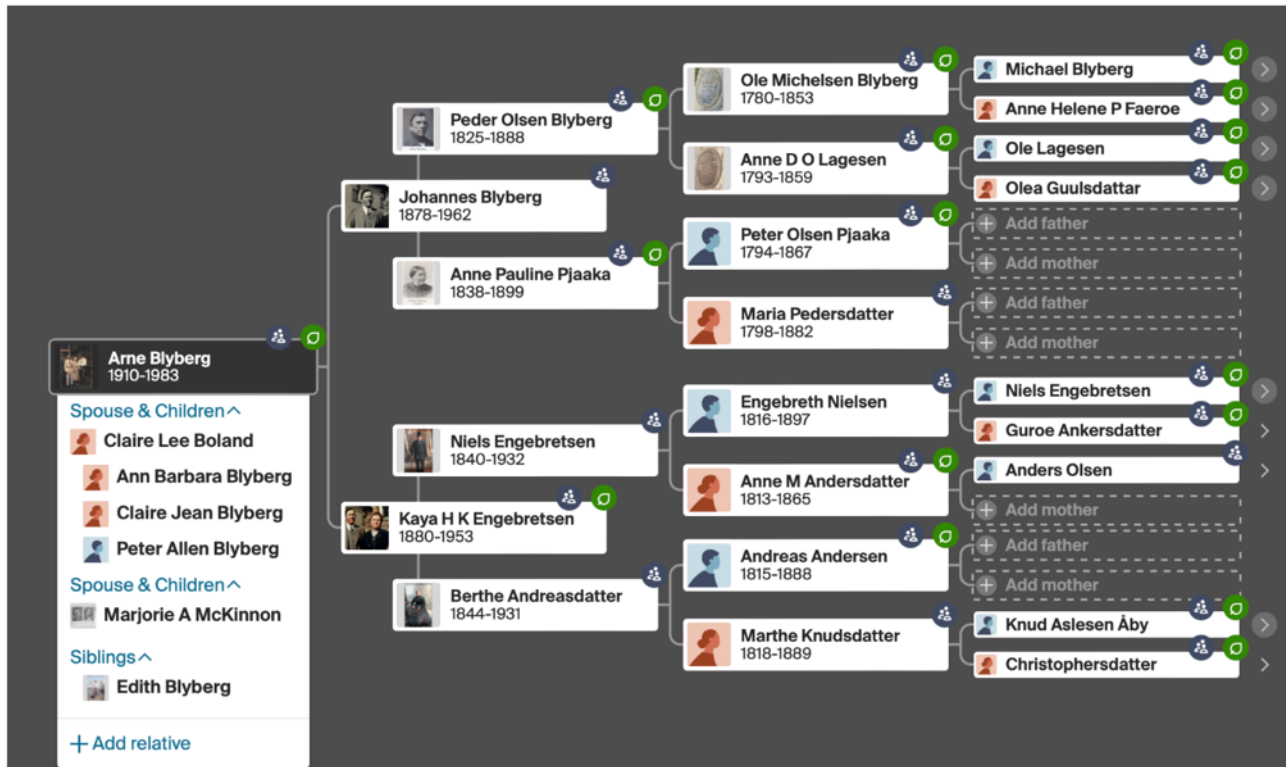 Arne Blyberg
1910-1983
Spouse & Children
Claire Lee Boland
Ann Barbara Blyberg
Claire Jean Blyberg
Peter Allen Blyberg
Spouse & Children
Marjorie A McKinnon
Siblings
Edith Blyberg
+ Add relative
Johannes Blyberg
1878-1962
Kaya H K Engebretsen
1880-1953
Peder Olsen Blyberg
1825-1888
Anne Pauline Pjaaka
1838-1899
Niels Engebretsen
1840-1932
Berthe Andreasdatter
1844-1931
Ole Michelsen Blyberg
1780-1853
Anne D O Lagesen
1793-1859
Peter Olsen Pjaaka
1794-1867
Maria Pedersdatter
1798-1882
Engebreth Nielsen
1816-1897
Anne M Andersdatter
1813-1865
Andreas Andersen
1815-1888
Marthe Knudsdatter
1818-1889
Michael Blyberg
Anne Helene P Faeroe
Ole Lagesen
Olea Guulsdattar
Add father
Add mother
Add father
Add mother
Niels Engebretsen
Guroe Ankersdatter
Anders Olsen
Add mother
Add father
Add mother
Knud Aslesen Åby
Christophersdatter